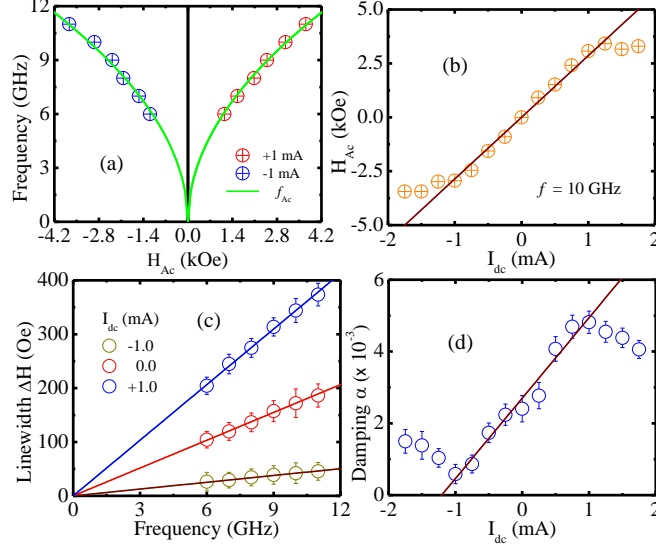 12
9
6
3
0
-4.2 -2.8 -1.4 0.0 1.4 2.8 4.2
Frequency (GHz)
H_Ac (kOe)
(a)
+1 mA
-1 mA
f_Ac
5.0
2.5
0.0
-2.5
-5.0
-2 -1 0 1 2
H_Ac (kOe)
I_dc (mA)
(b)
f = 10 GHz
400
300
200
100
0
0 3 6 9 12
Linewidth ΔH (Oe)
Frequency (GHz)
(c)
I_dc (mA)
-1.0
0.0
+1.0
6
4
2
0
-2 -1 0 1 2
Damping α (x 10⁻³)
I_dc (mA)
(d)